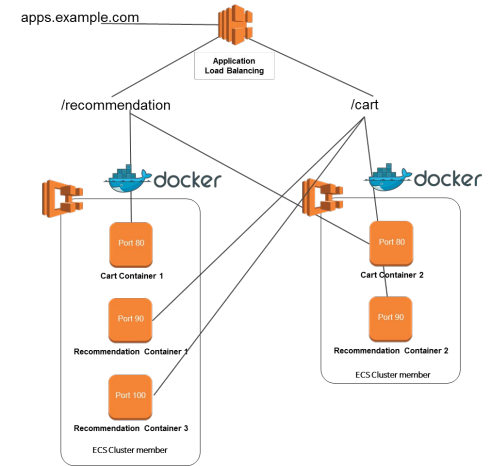 apps.example.com
Application
Load Balancing
/recommendation
/cart
docker
docker
Port 80
Cart Container 1
Port 90
Recommendation Container 1
Port 100
Recommendation Container 3
ECS Cluster member
Port 80
Cart Container 2
Port 90
Recommendation Container 2
ECS Cluster member